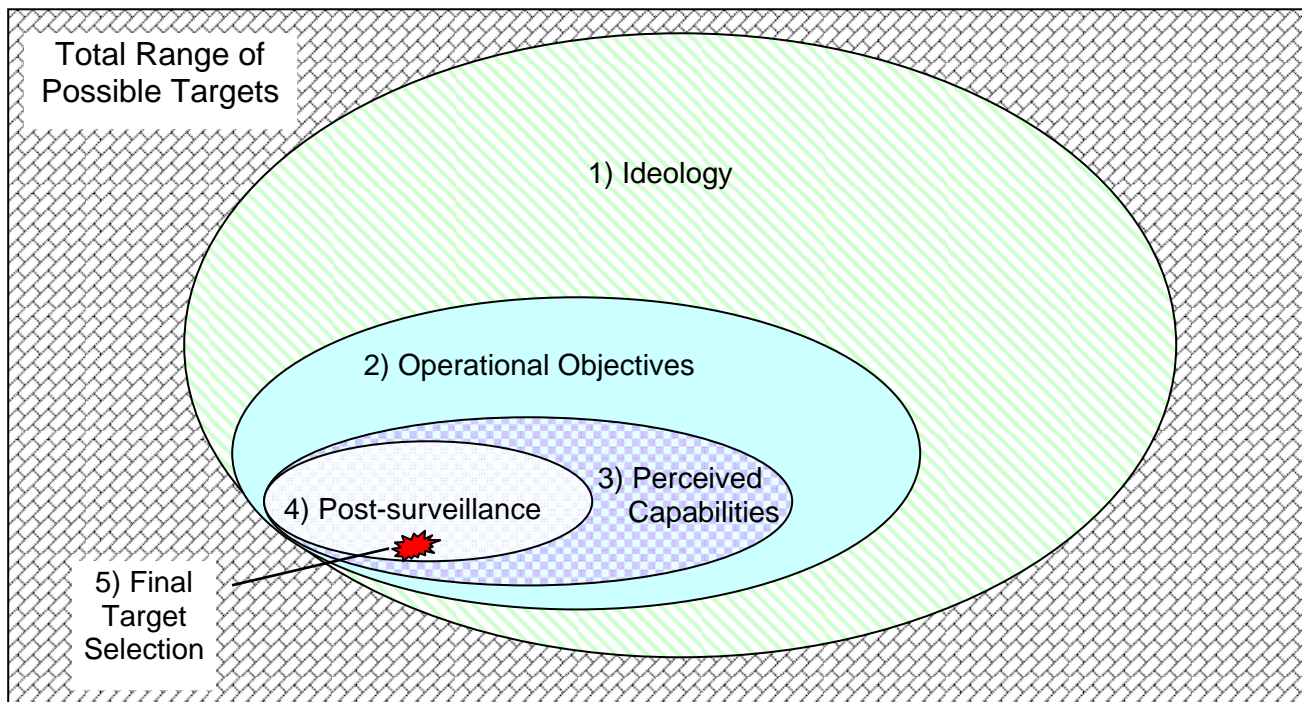 Total Range of
Possible Targets
1) Ideology
2) Operational Objectives
3) Perceived
Capabilities
4) Post-surveillance
5) Final
Target
Selection